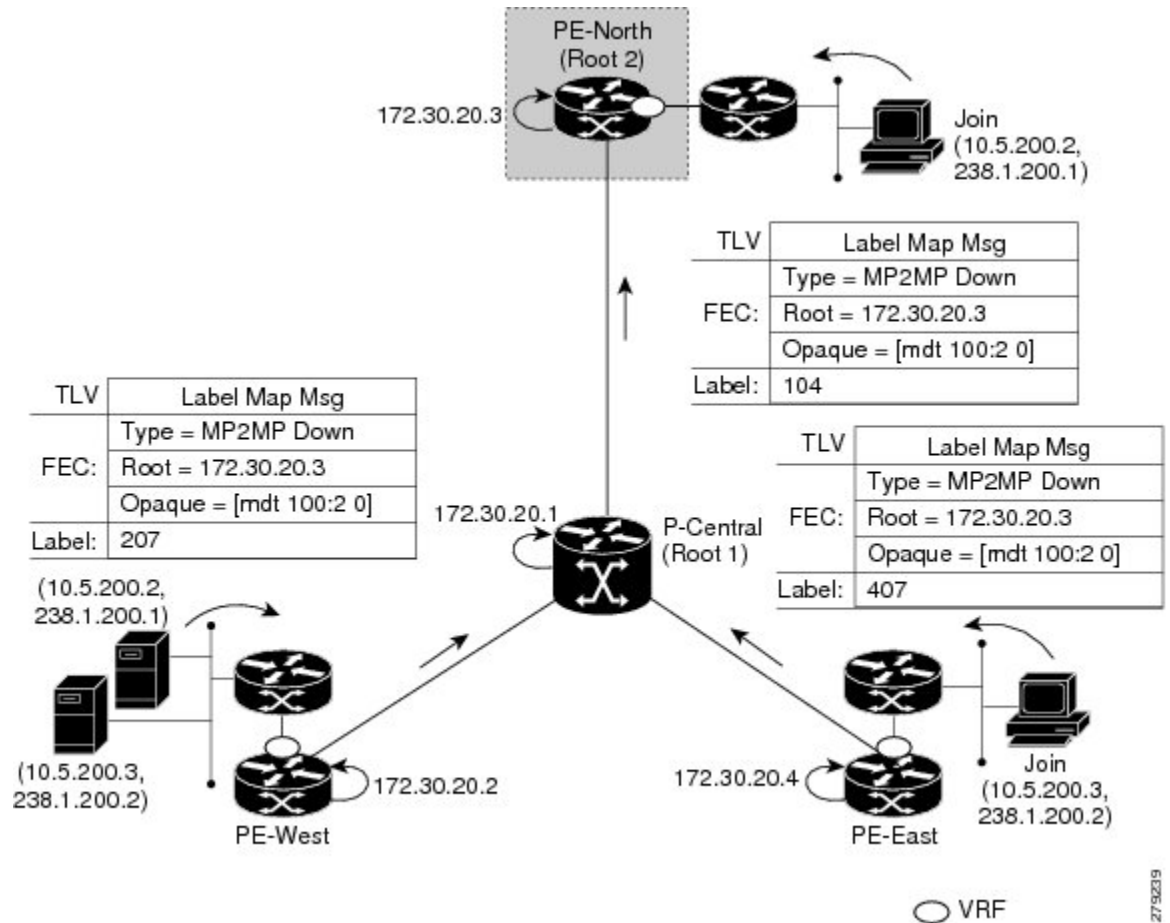 PE-North
(Root 2)
172.30.20.3
Join
(10.5.200.2,
238.1.200.1)
TLV
Label Map Msg
Type = MP2MP Down
FEC:
Root = 172.30.20.3
Opaque = [mdt 100:2 0]
Label:
104
TLV
Label Map Msg
Type = MP2MP Down
FEC:
Root = 172.30.20.3
Opaque = [mdt 100:2 0]
Label:
207
TLV
Label Map Msg
Type = MP2MP Down
FEC:
Root = 172.30.20.3
Opaque = [mdt 100:2 0]
Label:
407
172.30.20.1
P-Central
(Root 1)
(10.5.200.2,
238.1.200.1)
(10.5.200.3,
238.1.200.2)
172.30.20.2
PE-West
172.30.20.4
PE-East
Join
(10.5.200.3,
238.1.200.2)
VRF
279239